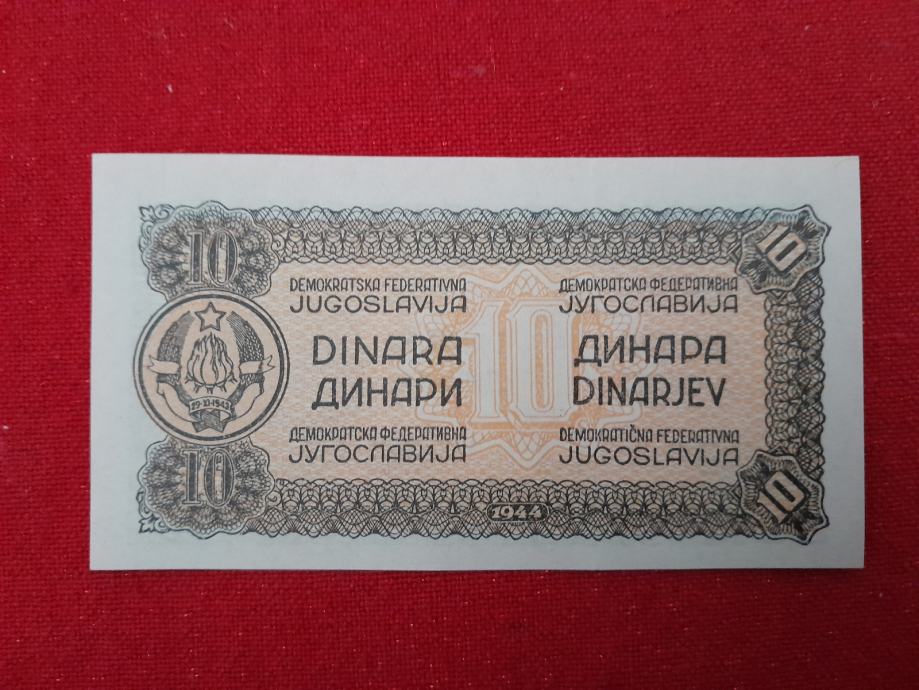 10
10
DEMOKRATSKA FEDERATIVNA
JUGOSLAVIJA
ДЕМОКРАТСКА ФЕДЕРАТИВНА
ЈУГОСЛАВИЈА
10
DINARA
ДИНАРИ
ДИНАРА
DINARJEV
29·XI·1943
ДЕМОКРАТСКА ФЕДЕРАТИВНА
ЈУГОСЛАВИЈА
DEMOKRATIČNA FEDERATIVNA
JUGOSLAVIJA
10
1944
10